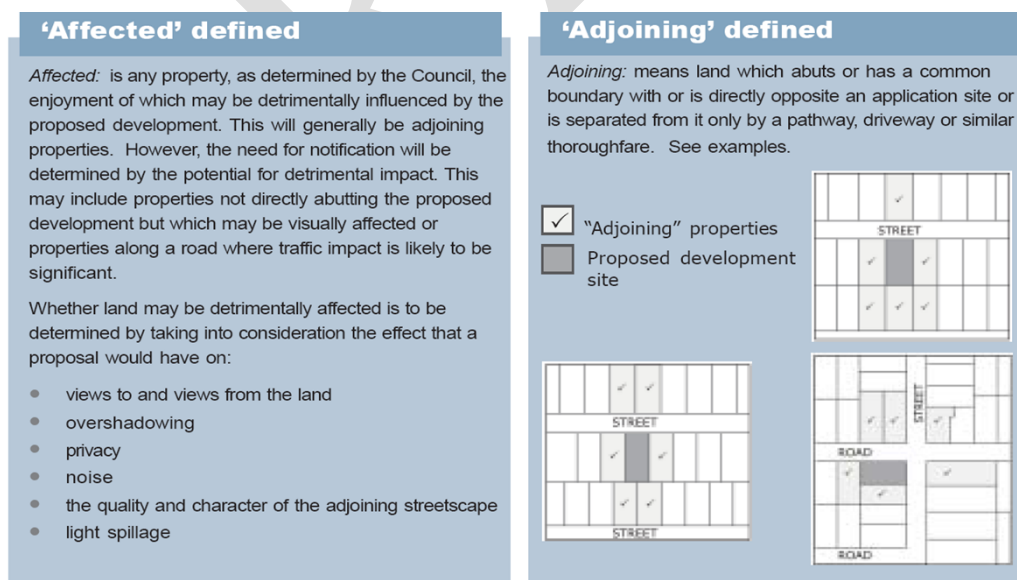 ‘Affected’ defined
Affected: is any property, as determined by the Council, the
enjoyment of which may be detrimentally influenced by the
proposed development. This will generally be adjoining
properties. However, the need for notification will be
determined by the potential for detrimental impact. This
may include properties not directly abutting the proposed
development but which may be visually affected or
properties along a road where traffic impact is likely to be
significant.
Whether land may be detrimentally affected is to be
determined by taking into consideration the effect that a
proposal would have on:
views to and views from the land
overshadowing
privacy
noise
the quality and character of the adjoining streetscape
light spillage
‘Adjoining’ defined
Adjoining: means land which abuts or has a common
boundary with or is directly opposite an application site or
is separated from it only by a pathway, driveway or similar
thoroughfare. See examples.
“Adjoining” properties
Proposed development
site
STREET
STREET
STREET
STREET
ROAD
ROAD